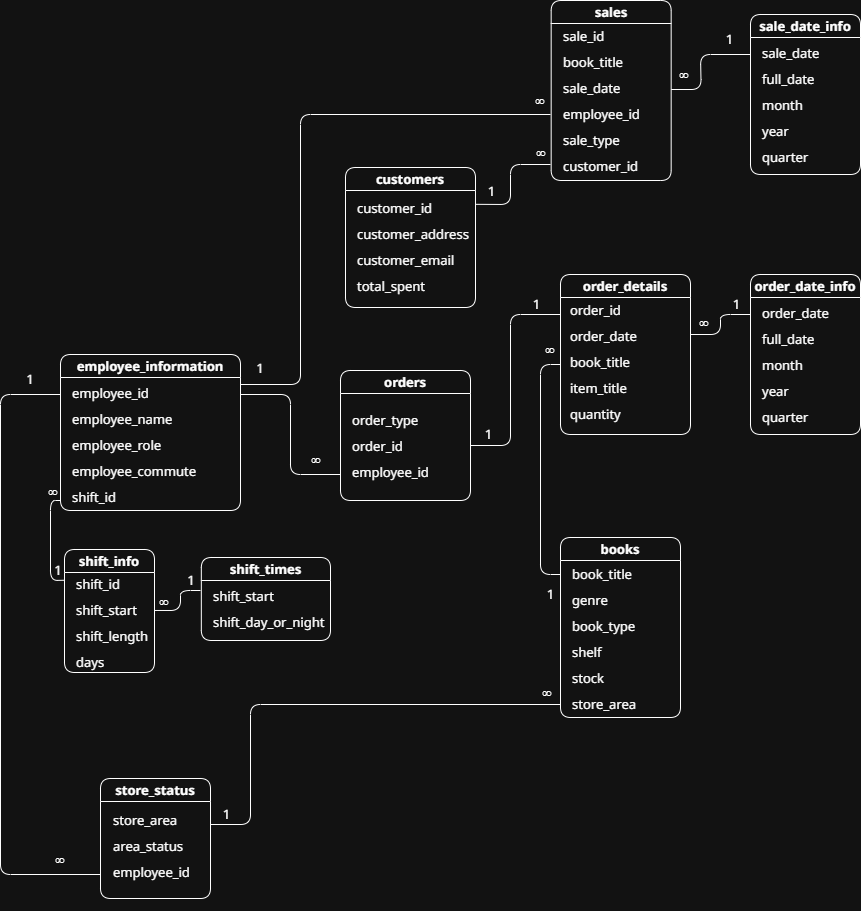 sales
sale_id
book_title
sale_date
employee_id
sale_type
customer_id
∞
∞
∞
1
sale_date_info
sale_date
full_date
month
year
quarter
customers
customer_id
customer_address
customer_email
total_spent
1
order_details
order_id
order_date
book_title
item_title
quantity
1
∞
∞
1
order_date_info
order_date
full_date
month
year
quarter
employee_information
employee_id
employee_name
employee_role
employee_commute
shift_id
1
1
∞
orders
order_type
order_id
employee_id
∞
1
shift_info
shift_id
shift_start
shift_length
days
1
∞
1
shift_times
shift_start
shift_day_or_night
books
book_title
genre
book_type
shelf
stock
store_area
1
∞
store_status
store_area
area_status
employee_id
1
∞